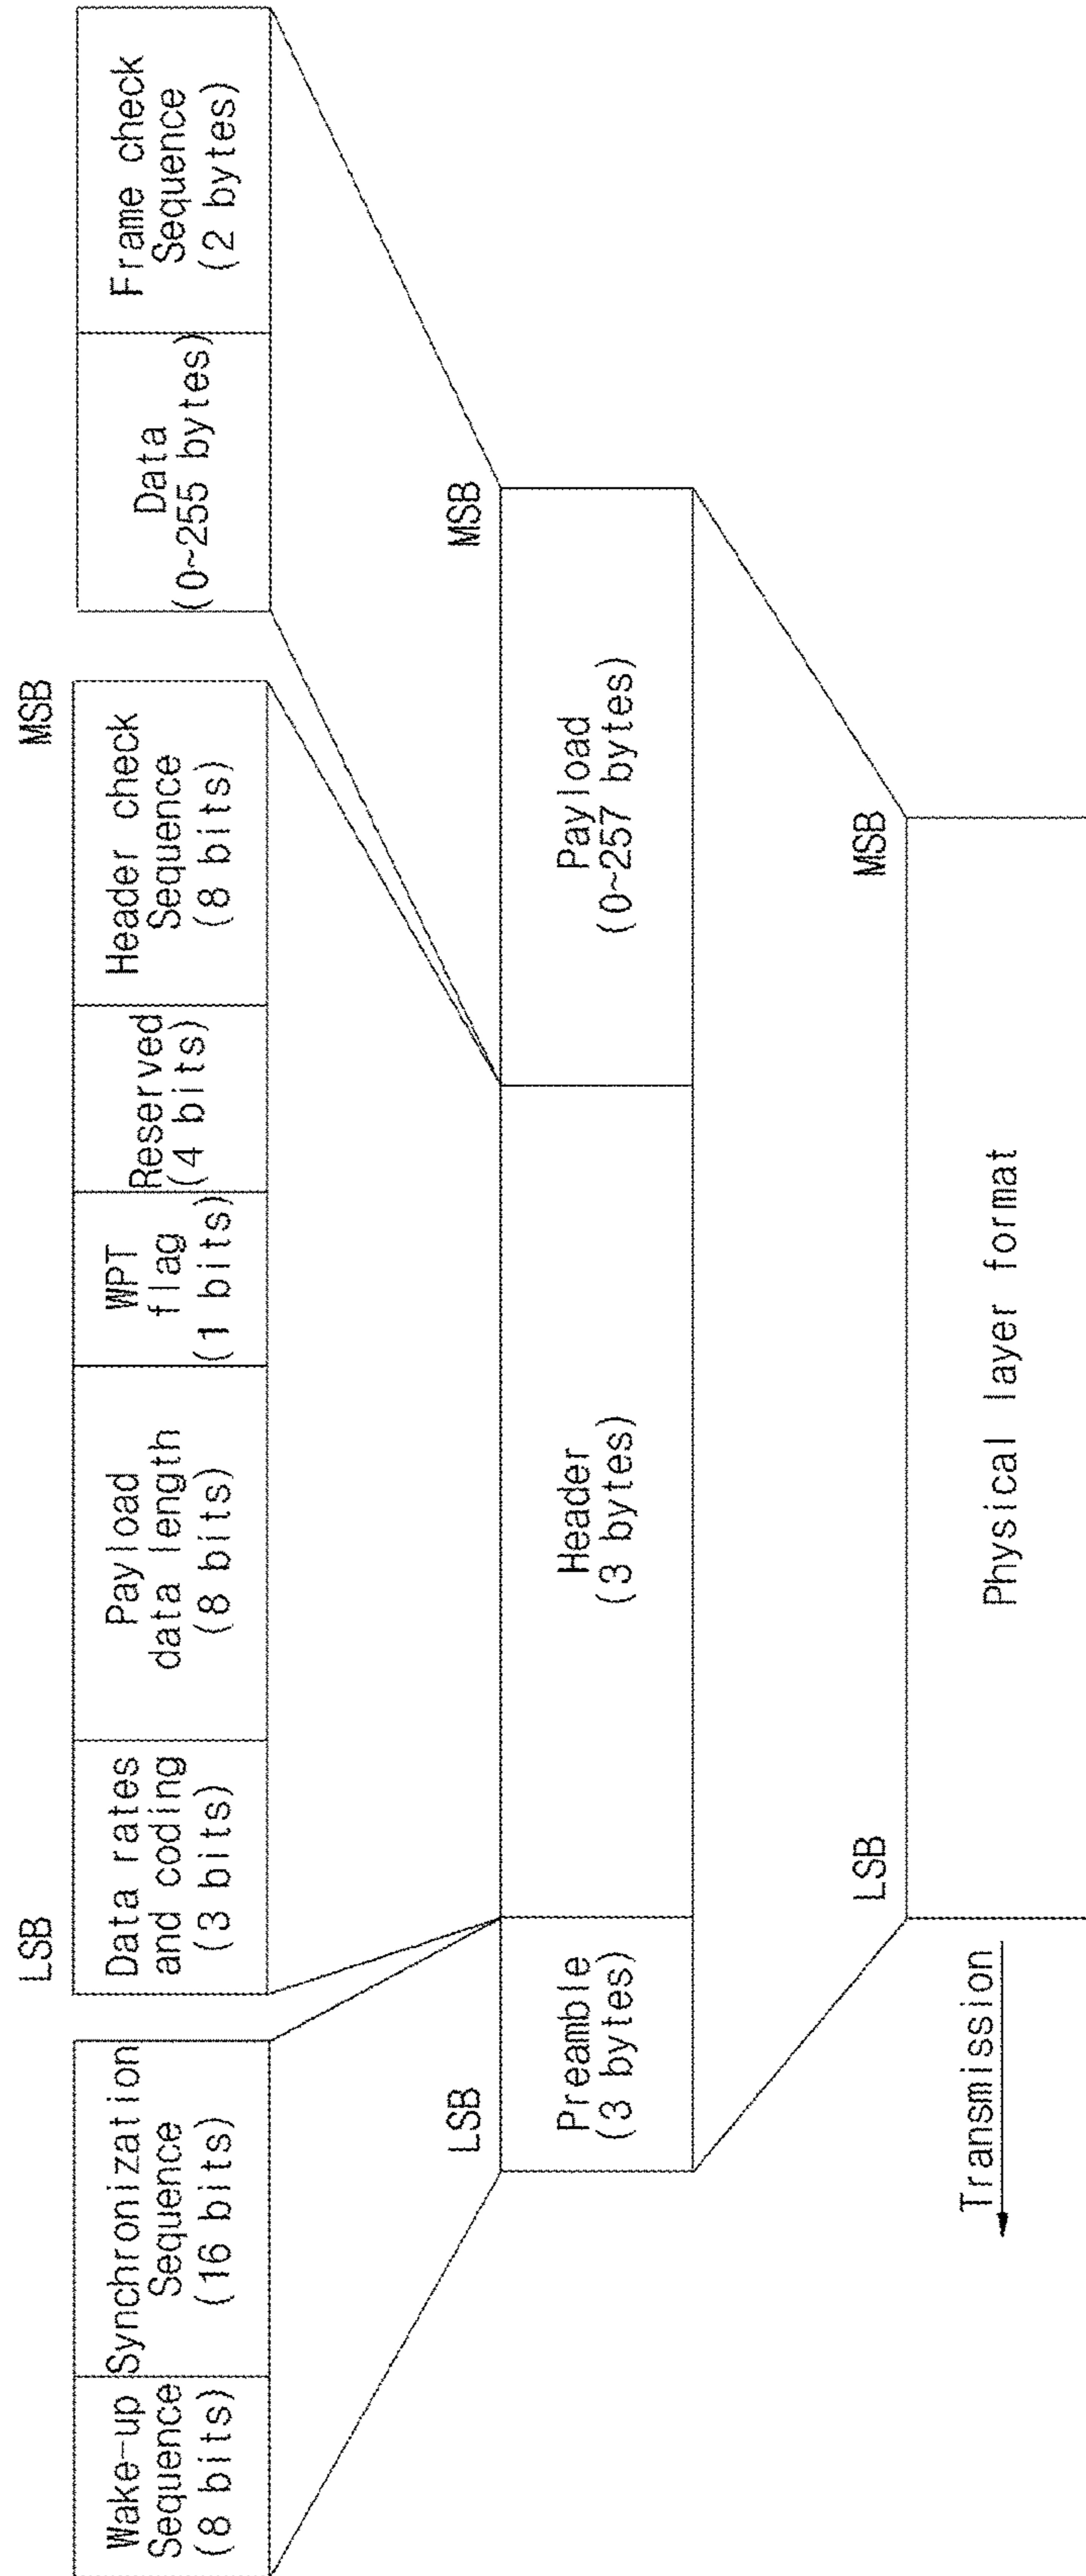 LSB
MSB
Wake-up
Sequence
(8 bits)
Synchronization
Sequence
(16 bits)
Data rates
and coding
(3 bits)
Payload
data length
(8 bits)
WPT
flag
(1 bits)
Reserved
(4 bits)
Header check
Sequence
(8 bits)
Data
(0~255 bytes)
Frame check
Sequence
(2 bytes)
LSB
MSB
Preamble
(3 bytes)
Header
(3 bytes)
Payload
(0~257 bytes)
LSB
MSB
Transmission
Physical layer format